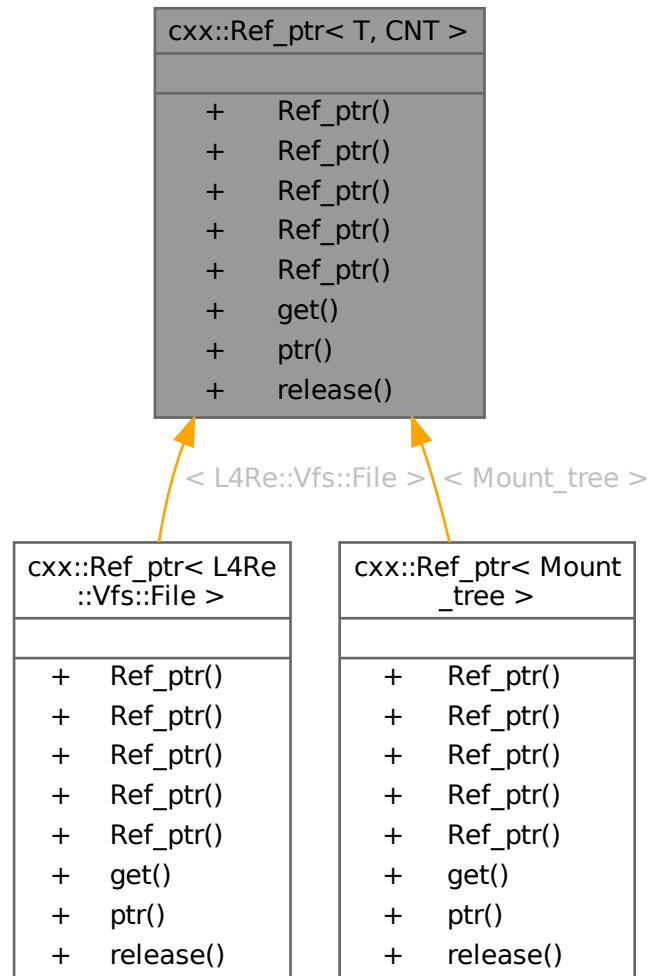 cxx::Ref_ptr< T, CNT >
+ Ref_ptr()
+ Ref_ptr()
+ Ref_ptr()
+ Ref_ptr()
+ Ref_ptr()
+ get()
+ ptr()
+ release()
< L4Re::Vfs::File >
< Mount_tree >
cxx::Ref_ptr< L4Re
::Vfs::File >
+ Ref_ptr()
+ Ref_ptr()
+ Ref_ptr()
+ Ref_ptr()
+ Ref_ptr()
+ get()
+ ptr()
+ release()
cxx::Ref_ptr< Mount
_tree >
+ Ref_ptr()
+ Ref_ptr()
+ Ref_ptr()
+ Ref_ptr()
+ Ref_ptr()
+ get()
+ ptr()
+ release()